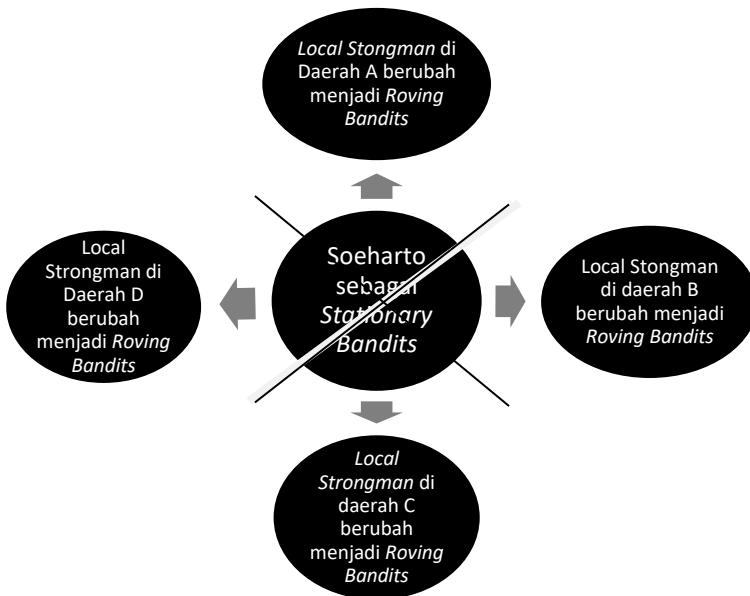 Local Stongman di
Daerah A berubah
menjadi Roving
Bandits
Local
Strongman di
Daerah D
berubah
menjadi Roving
Bandits
Soeharto
sebagai
Stationary
Bandits
Local Stongman
di daerah B
berubah menjadi
Roving Bandits
Local
Strongman di
daerah C
berubah
menjadi Roving
Bandits